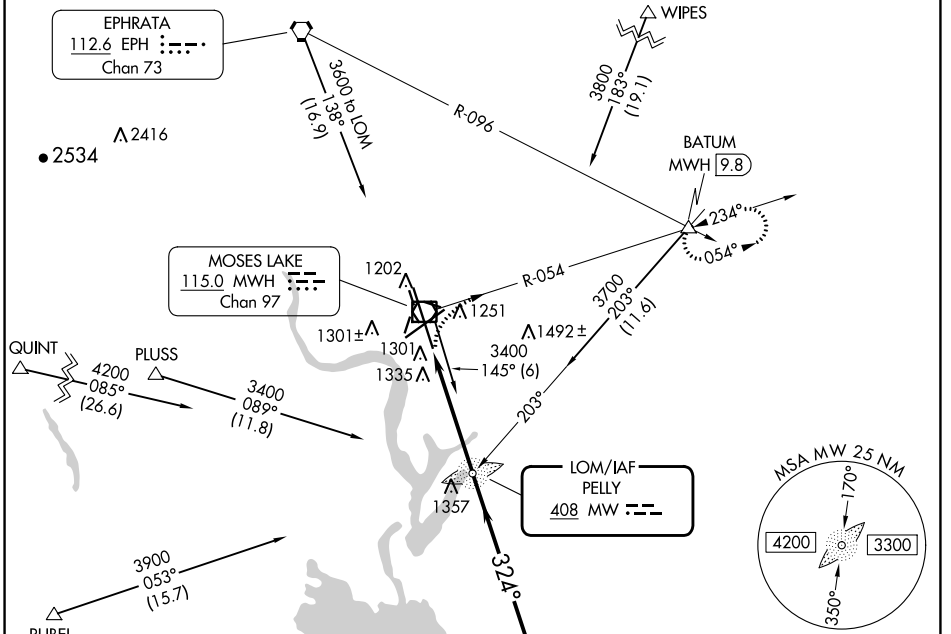 EPHRATA
112.6 EPH
Chan 73
WIPES
3600 to LOM
138°
(16.9)
3800
183°
(19.1)
2416
2534
R-096
BATUM
MWH 9.8
234°
054°
MOSES LAKE
115.0 MWH
Chan 97
1202
R-054
1251
1301±
1301
1335
1492±
3400
145° (6)
3700
203°
(11.6)
203°
QUINT
4200
085°
(26.6)
PLUSS
3400
089°
(11.8)
1357
LOM/IAF
PELLY
408 MW
MSA MW 25 NM
170°
4200
3300
350°
3900
053°
(15.7)
324°